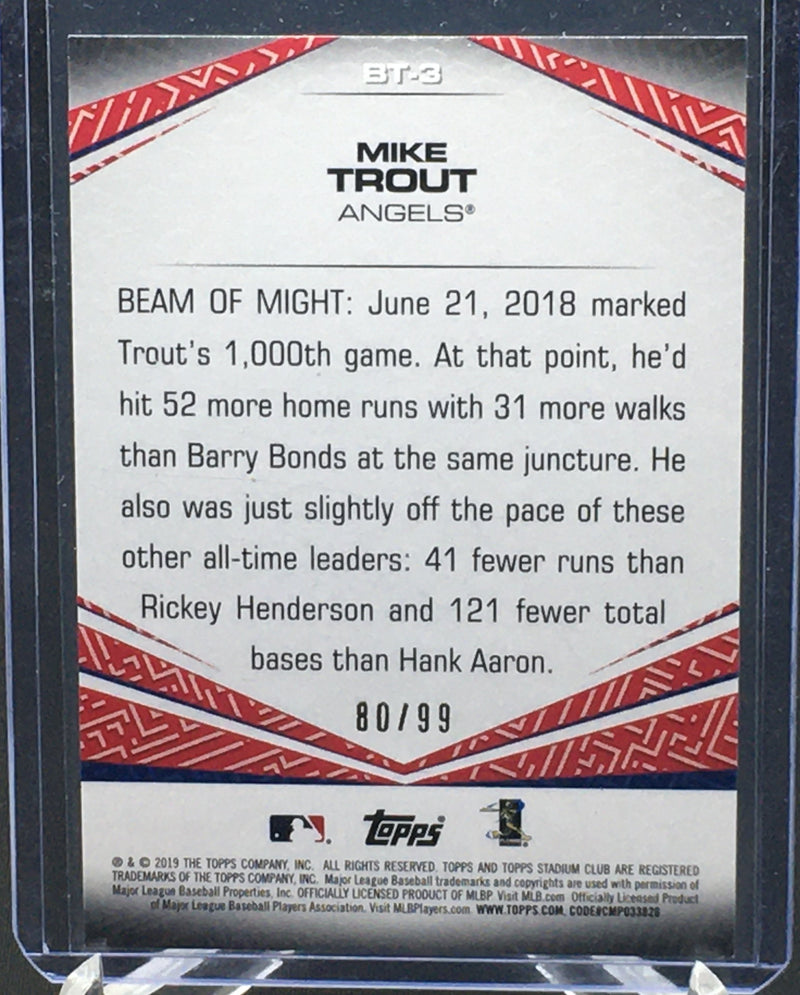 BT-3
MIKE
TROUT
ANGELS®
BEAM OF MIGHT: June 21, 2018 marked
Trout's 1,000th game. At that point, he'd
hit 52 more home runs with 31 more walks
than Barry Bonds at the same juncture. He
also was just slightly off the pace of these
other all-time leaders: 41 fewer runs than
Rickey Henderson and 121 fewer total
bases than Hank Aaron.
80/99
topps®
® & © 2019 THE TOPPS COMPANY, INC. ALL RIGHTS RESERVED. TOPPS AND TOPPS STADIUM CLUB ARE REGISTERED
TRADEMARKS OF THE TOPPS COMPANY, INC. Major League Baseball trademarks and copyrights are used with permission of
Major League Baseball Properties, Inc. OFFICIALLY LICENSED PRODUCT OF MLBP Visit MLB.com Officially Licensed Product
of Major League Baseball Players Association. Visit MLBPlayers.com WWW.TOPPS.COM, CODE#CMP033828